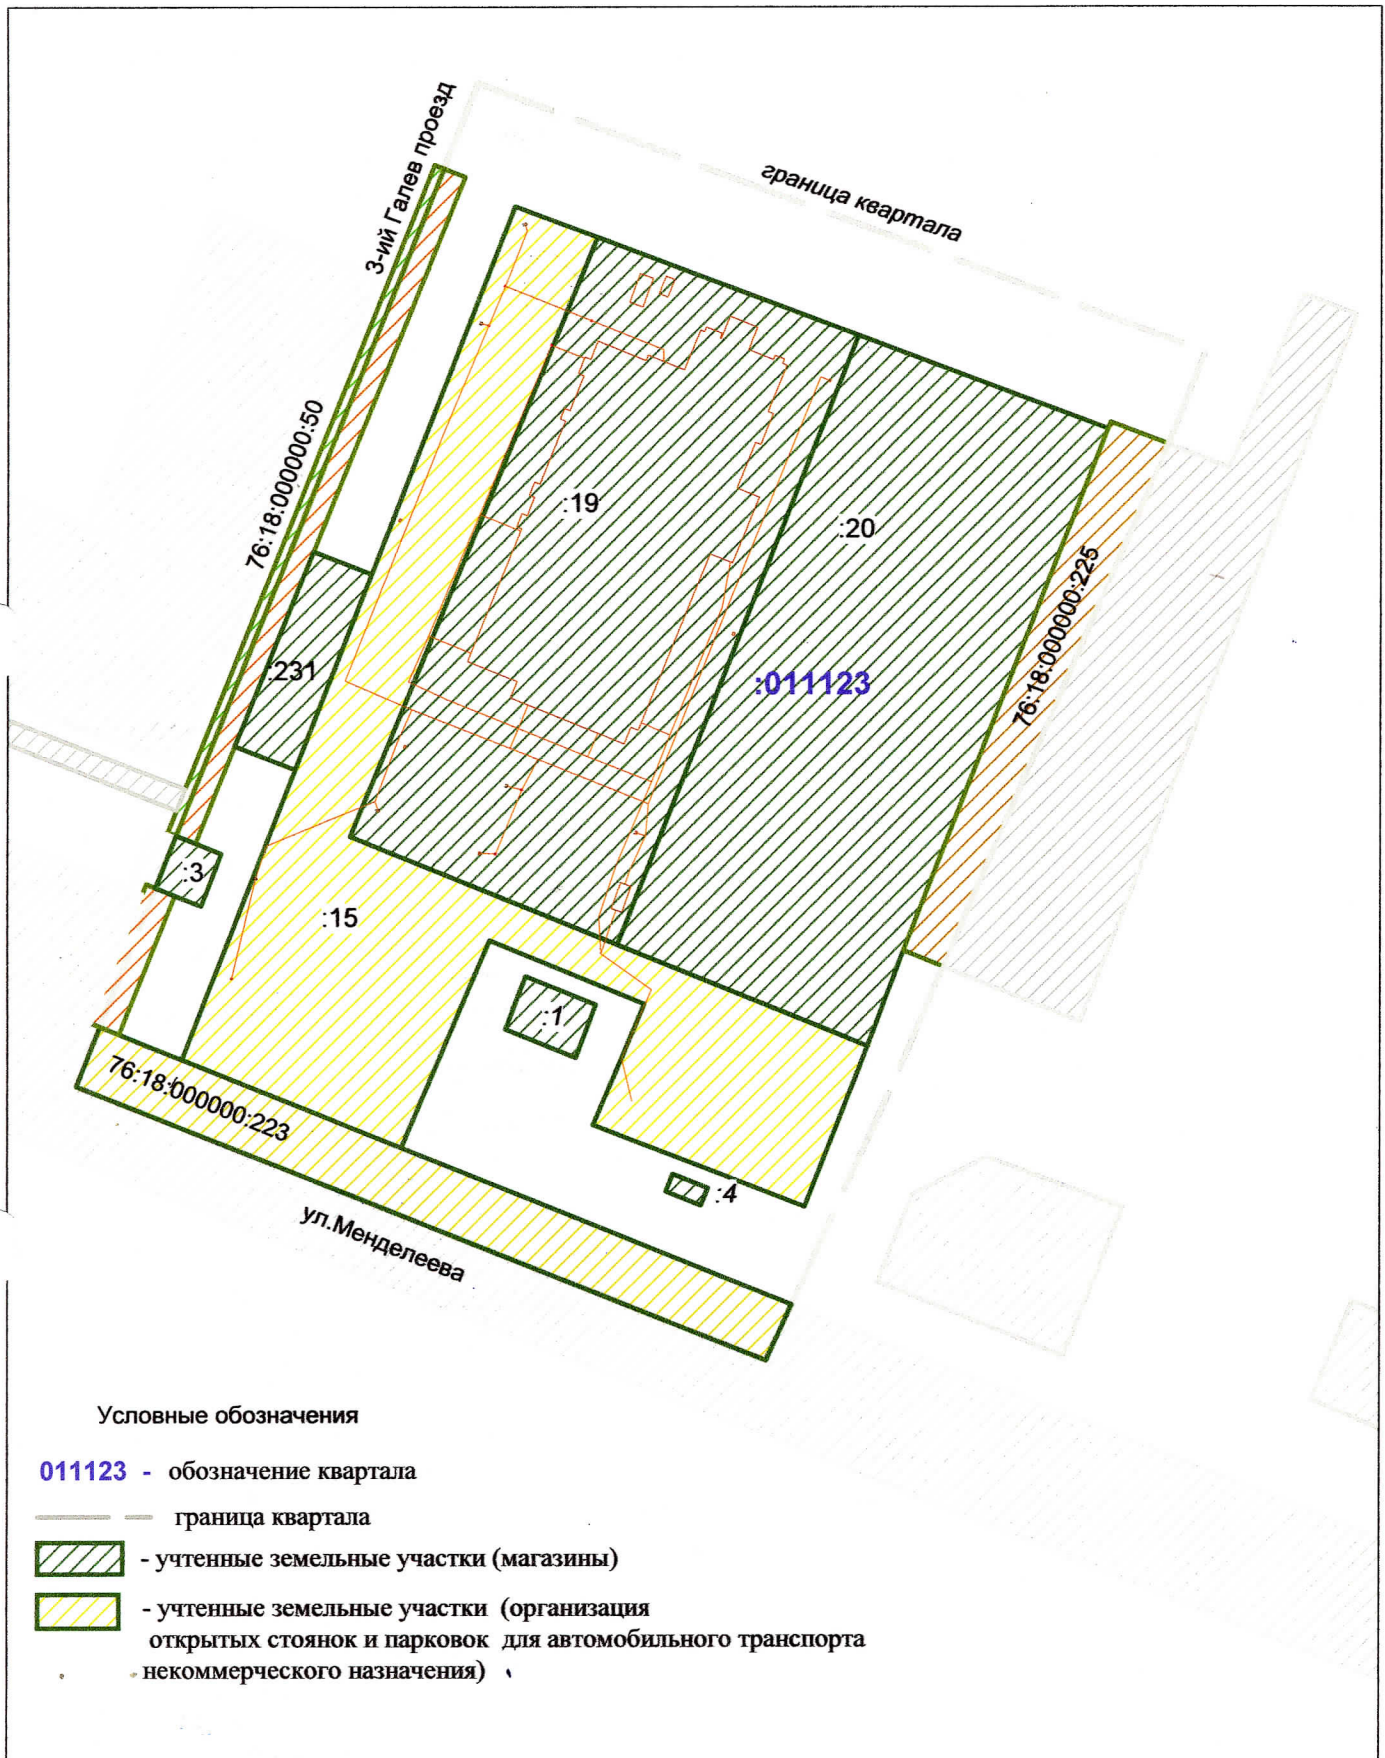 3-ий Галев проезд
граница квартала
76:18:000000:50
:19
:20
76:18:000000:225
:231
:011123
:3
:15
:1
76:18:000000:223
:4
ул.Менделеева
Условные обозначения
011123 - обозначение квартала
граница квартала
- учтенные земельные участки (магазины)
- учтенные земельные участки (организация
открытых стоянок и парковок для автомобильного транспорта
некоммерческого назначения)